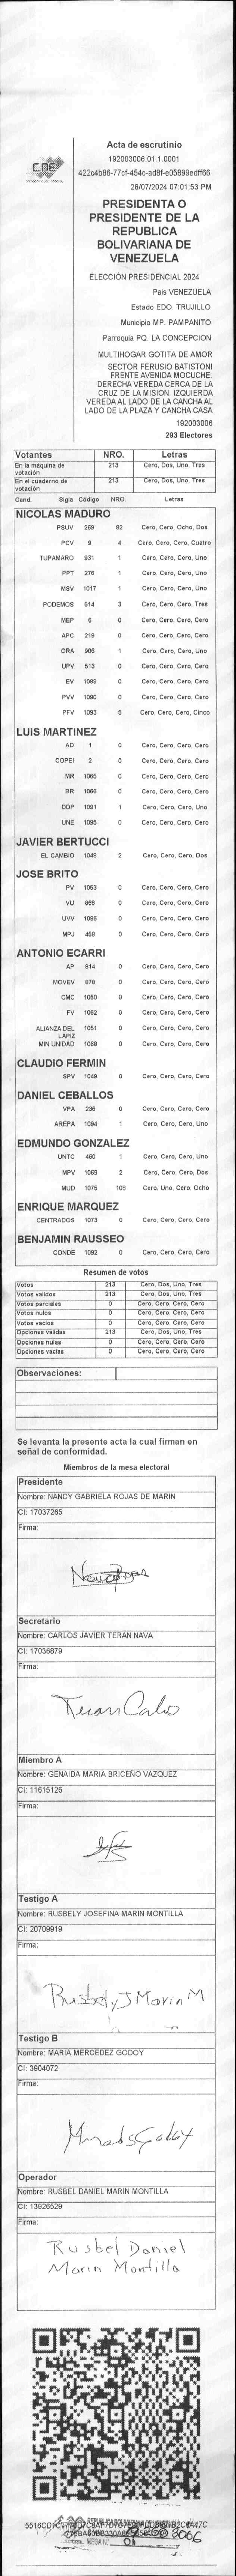 CNE
Acta de escrutinio
192003006.01.1.0001
422c4b86-77cf-454c-ad8f-e05899edff66
28/07/2024 07:01:53 PM
PRESIDENTA O
PRESIDENTE DE LA
REPUBLICA
BOLIVARIANA DE
VENEZUELA
ELECCIÓN PRESIDENCIAL 2024
Pais VENEZUELA
Estado EDO. TRUJILLO
Municipio MP. PAMPANITO
Parroquia PQ. LA CONCEPCION
MULTIHOGAR GOTITA DE AMOR
SECTOR FERUSIO BATISTONI
FRENTE AVENIDA MOCUCHE.
DERECHA VEREDA CERCA DE LA
CRUZ DE LA MISION. IZQUIERDA
VEREDA AL LADO DE LA CANCHA AL
LADO DE LA PLAZA Y CANCHA CASA
192003006
293 Electores
Votantes NRO. Letras
En la máquina de votación 213 Cero, Dos, Uno, Tres
En el cuaderno de votación 213 Cero, Dos, Uno, Tres
Cand. Sigla Código NRO. Letras
NICOLAS MADURO
PSUV 269 82 Cero, Cero, Ocho, Dos
PCV 9 4 Cero, Cero, Cero, Cuatro
TUPAMARO 931 1 Cero, Cero, Cero, Uno
PPT 276 1 Cero, Cero, Cero, Uno
MSV 1017 1 Cero, Cero, Cero, Uno
PODEMOS 514 3 Cero, Cero, Cero, Tres
MEP 6 0 Cero, Cero, Cero, Cero
APC 219 0 Cero, Cero, Cero, Cero
ORA 906 1 Cero, Cero, Cero, Uno
UPV 513 0 Cero, Cero, Cero, Cero
EV 1089 0 Cero, Cero, Cero, Cero
PVV 1090 0 Cero, Cero, Cero, Cero
PFV 1093 5 Cero, Cero, Cero, Cinco
LUIS MARTINEZ
AD 1 0 Cero, Cero, Cero, Cero
COPEI 2 0 Cero, Cero, Cero, Cero
MR 1065 0 Cero, Cero, Cero, Cero
BR 1066 0 Cero, Cero, Cero, Cero
DDP 1091 1 Cero, Cero, Cero, Uno
UNE 1095 0 Cero, Cero, Cero, Cero
JAVIER BERTUCCI
EL CAMBIO 1048 2 Cero, Cero, Cero, Dos
JOSE BRITO
PV 1053 0 Cero, Cero, Cero, Cero
VU 868 0 Cero, Cero, Cero, Cero
UVV 1096 0 Cero, Cero, Cero, Cero
MPJ 458 0 Cero, Cero, Cero, Cero
ANTONIO ECARRI
AP 814 0 Cero, Cero, Cero, Cero
MOVEV 978 0 Cero, Cero, Cero, Cero
CMC 1050 0 Cero, Cero, Cero, Cero
FV 1062 0 Cero, Cero, Cero, Cero
ALIANZA DEL LAPIZ 1051 0 Cero, Cero, Cero, Cero
MIN UNIDAD 1088 0 Cero, Cero, Cero, Cero
CLAUDIO FERMIN
SPV 1049 0 Cero, Cero, Cero, Cero
DANIEL CEBALLOS
VPA 236 0 Cero, Cero, Cero, Cero
AREPA 1094 1 Cero, Cero, Cero, Uno
EDMUNDO GONZALEZ
UNTC 460 1 Cero, Cero, Cero, Uno
MPV 1069 2 Cero, Cero, Cero, Dos
MUD 1075 108 Cero, Uno, Cero, Ocho
ENRIQUE MARQUEZ
CENTRADOS 1073 0 Cero, Cero, Cero, Cero
BENJAMIN RAUSSEO
CONDE 1092 0 Cero, Cero, Cero, Cero
Resumen de votos
Votos 213 Cero, Dos, Uno, Tres
Votos validos 213 Cero, Dos, Uno, Tres
Votos parciales 0 Cero, Cero, Cero, Cero
Votos nulos 0 Cero, Cero, Cero, Cero
Votos vacios 0 Cero, Cero, Cero, Cero
Opciones validas 213 Cero, Dos, Uno, Tres
Opciones nulas 0 Cero, Cero, Cero, Cero
Opciones vacias 0 Cero, Cero, Cero, Cero
Observaciones:
Se levanta la presente acta la cual firman en
señal de conformidad.
Miembros de la mesa electoral
Presidente
Nombre: NANCY GABRIELA ROJAS DE MARIN
CI: 17037265
Firma:
Secretario
Nombre: CARLOS JAVIER TERAN NAVA
CI: 17036879
Firma:
Teran Carlos
Miembro A
Nombre: GENAIDA MARIA BRICEÑO VAZQUEZ
CI: 11615126
Firma:
Testigo A
Nombre: RUSBELY JOSEFINA MARIN MONTILLA
CI: 20709919
Firma:
Rusbely J Marin M
Testigo B
Nombre: MARIA MERCEDEZ GODOY
CI: 3904072
Firma:
Operador
Nombre: RUSBEL DANIEL MARIN MONTILLA
CI: 13926529
Firma:
Rusbel Daniel
Marin Montilla
MESA N° 01